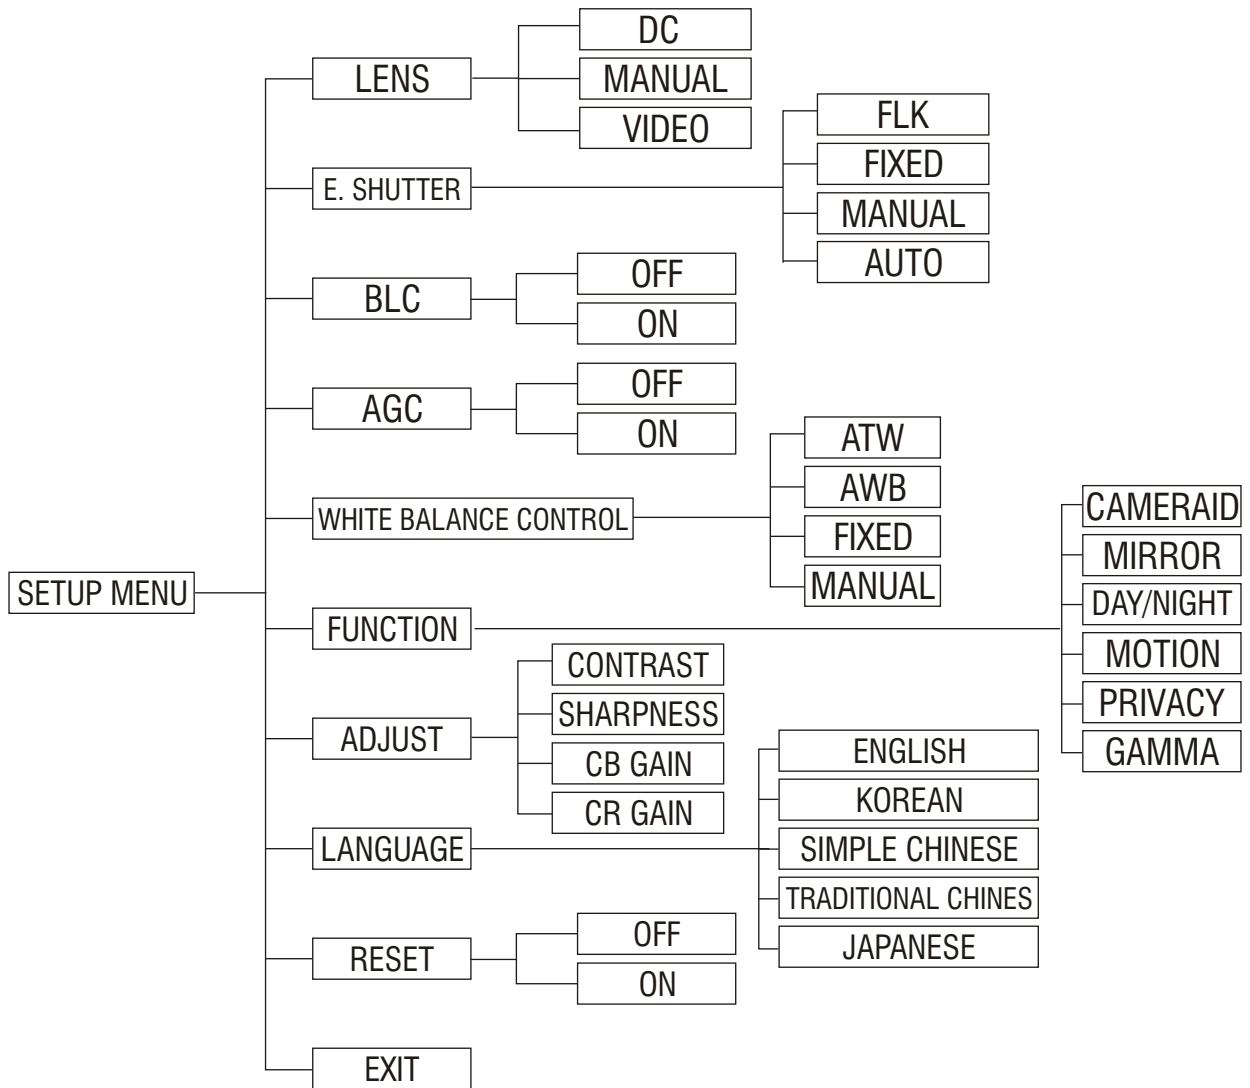 SETUP MENU
LENS
DC
MANUAL
VIDEO
E. SHUTTER
FLK
FIXED
MANUAL
AUTO
BLC
OFF
ON
AGC
OFF
ON
WHITE BALANCE CONTROL
ATW
AWB
FIXED
MANUAL
FUNCTION
CAMERAID
MIRROR
DAY/NIGHT
MOTION
PRIVACY
GAMMA
ADJUST
CONTRAST
SHARPNESS
CB GAIN
CR GAIN
LANGUAGE
ENGLISH
KOREAN
SIMPLE CHINESE
TRADITIONAL CHINES
JAPANESE
RESET
OFF
ON
EXIT